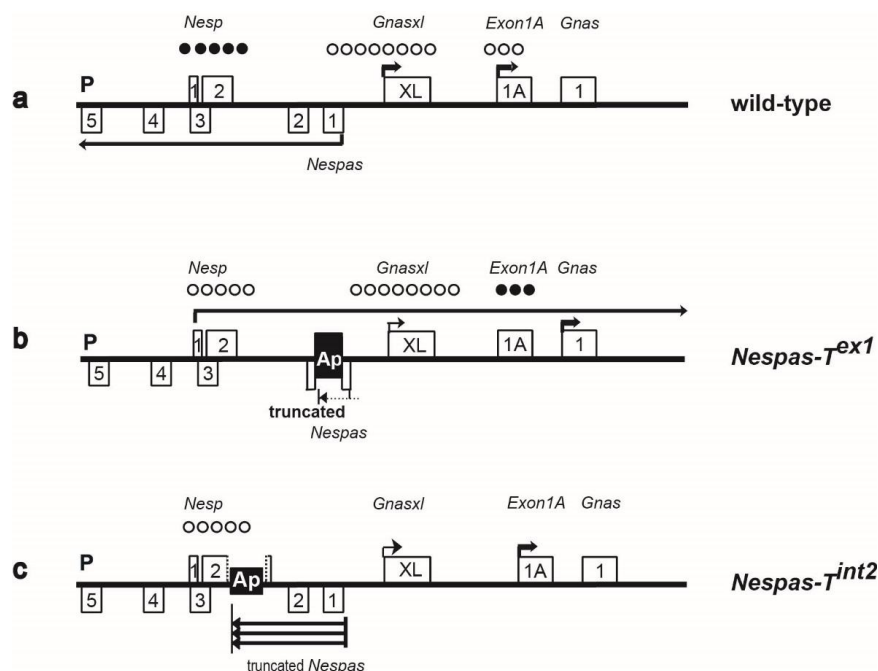 Nesp Gnasxl Exon1A Gnas
P 1 2 XL 1A 1
a wild-type
5 4 3 2 1
Nespas
Nesp Gnasxl Exon1A Gnas
P 1 2 Ap XL 1A 1
b Nespas-T^ex1
5 4 3
truncated
Nespas
Nesp Gnasxl Exon1A Gnas
P 1 2 Ap XL 1A 1
c Nespas-T^int2
5 4 3 2 1
truncated Nespas